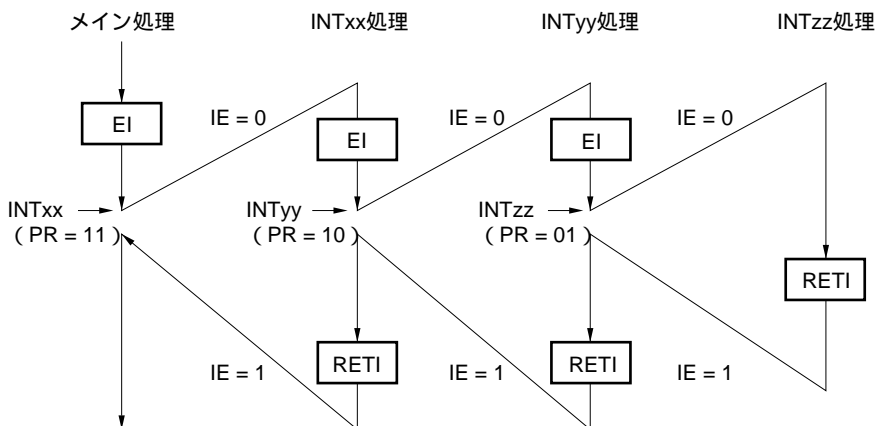 メイン処理 INTxx処理 INTyy処理 INTzz処理
EI IE = 0 EI IE = 0 EI IE = 0
INTxx INTyy INTzz
( PR = 11 ) ( PR = 10 ) ( PR = 01 )
RETI
IE = 1 RETI IE = 1 RETI IE = 1